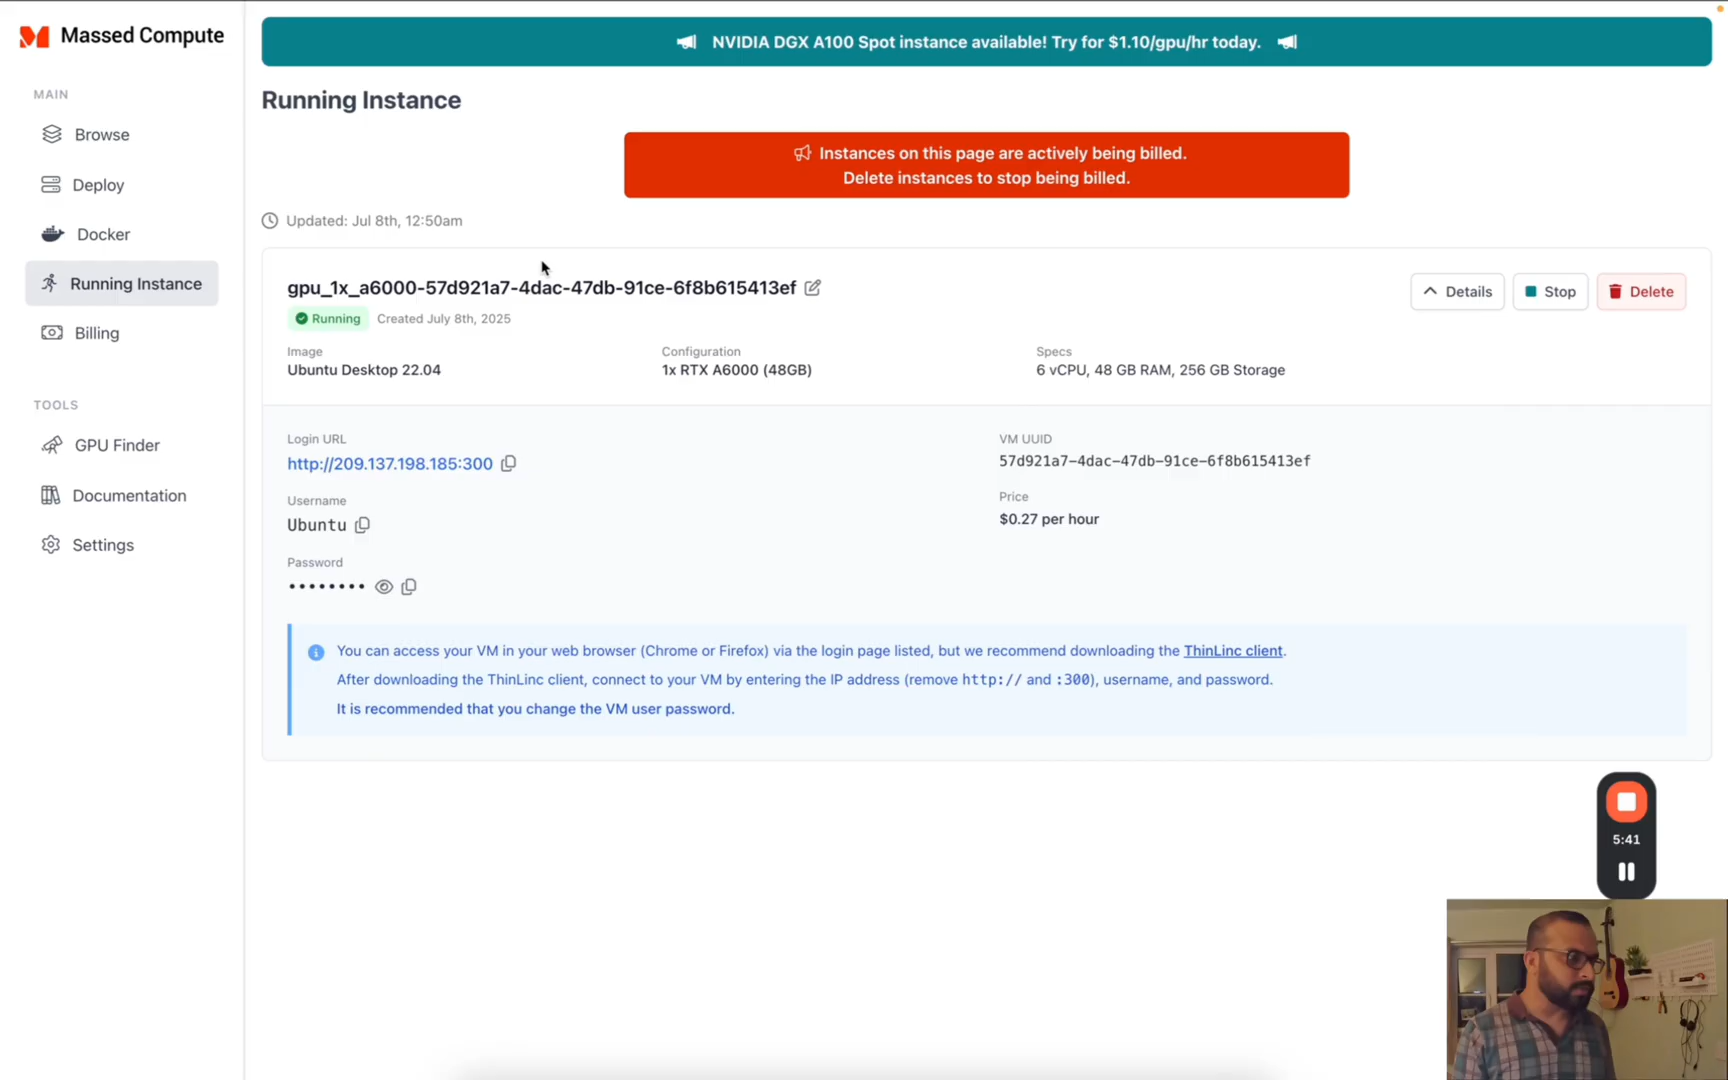 Massed Compute
NVIDIA DGX A100 Spot instance available! Try for $1.10/gpu/hr today.
MAIN
Browse
Deploy
Docker
Running Instance
Billing
TOOLS
GPU Finder
Documentation
Settings
Running Instance
Instances on this page are actively being billed.
Delete instances to stop being billed.
Updated: Jul 8th, 12:50am
gpu_1x_a6000-57d921a7-4dac-47db-91ce-6f8b615413ef
Details
Stop
Delete
Running
Created July 8th, 2025
Image
Ubuntu Desktop 22.04
Configuration
1x RTX A6000 (48GB)
Specs
6 vCPU, 48 GB RAM, 256 GB Storage
Login URL
http://209.137.198.185:300
Username
Ubuntu
Password
••••••••
VM UUID
57d921a7-4dac-47db-91ce-6f8b615413ef
Price
$0.27 per hour
You can access your VM in your web browser (Chrome or Firefox) via the login page listed, but we recommend downloading the ThinLinc client.
After downloading the ThinLinc client, connect to your VM by entering the IP address (remove http:// and :300), username, and password.
It is recommended that you change the VM user password.
5:41